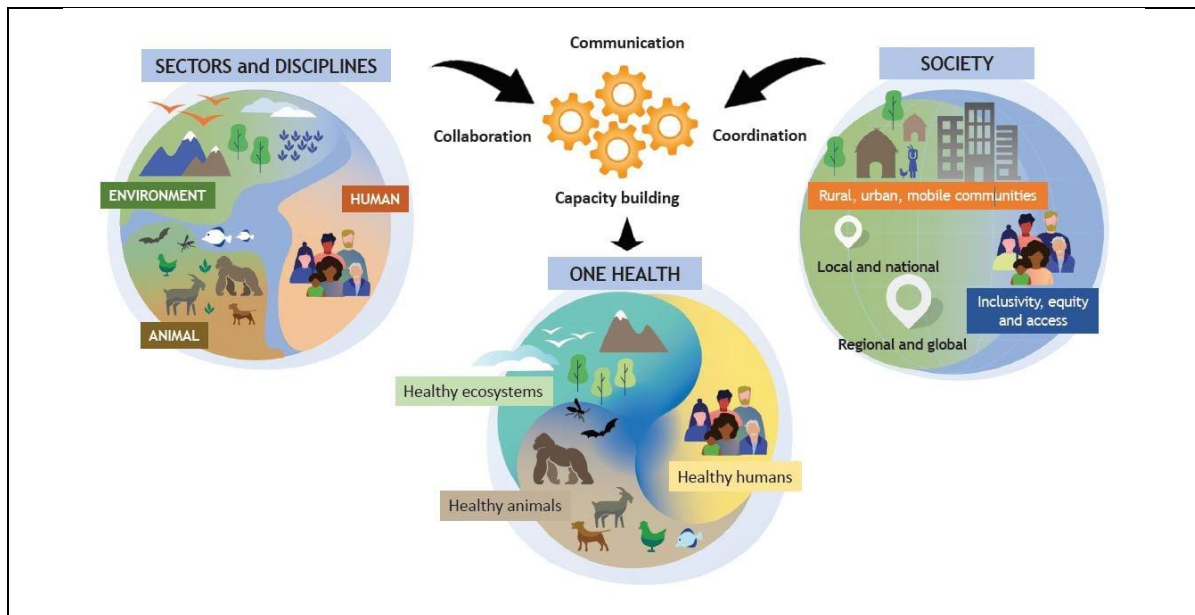 SECTORS and DISCIPLINES
ENVIRONMENT
HUMAN
ANIMAL
Communication
Collaboration
Coordination
Capacity building
SOCIETY
Rural, urban, mobile communities
Local and national
Inclusivity, equity
and access
Regional and global
ONE HEALTH
Healthy ecosystems
Healthy humans
Healthy animals